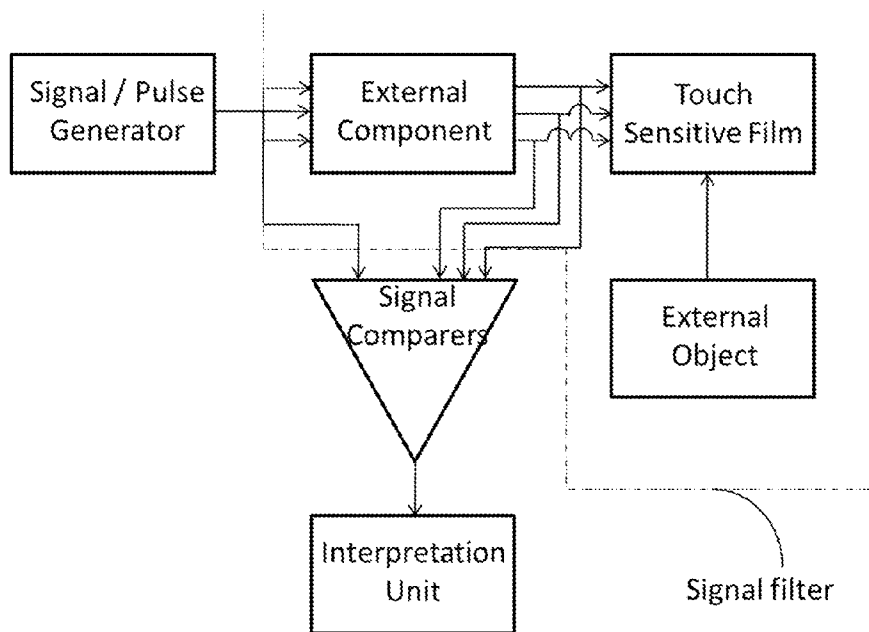 Signal / Pulse
Generator
External
Component
Touch
Sensitive Film
Signal
Comparers
External
Object
Interpretation
Unit
Signal filter